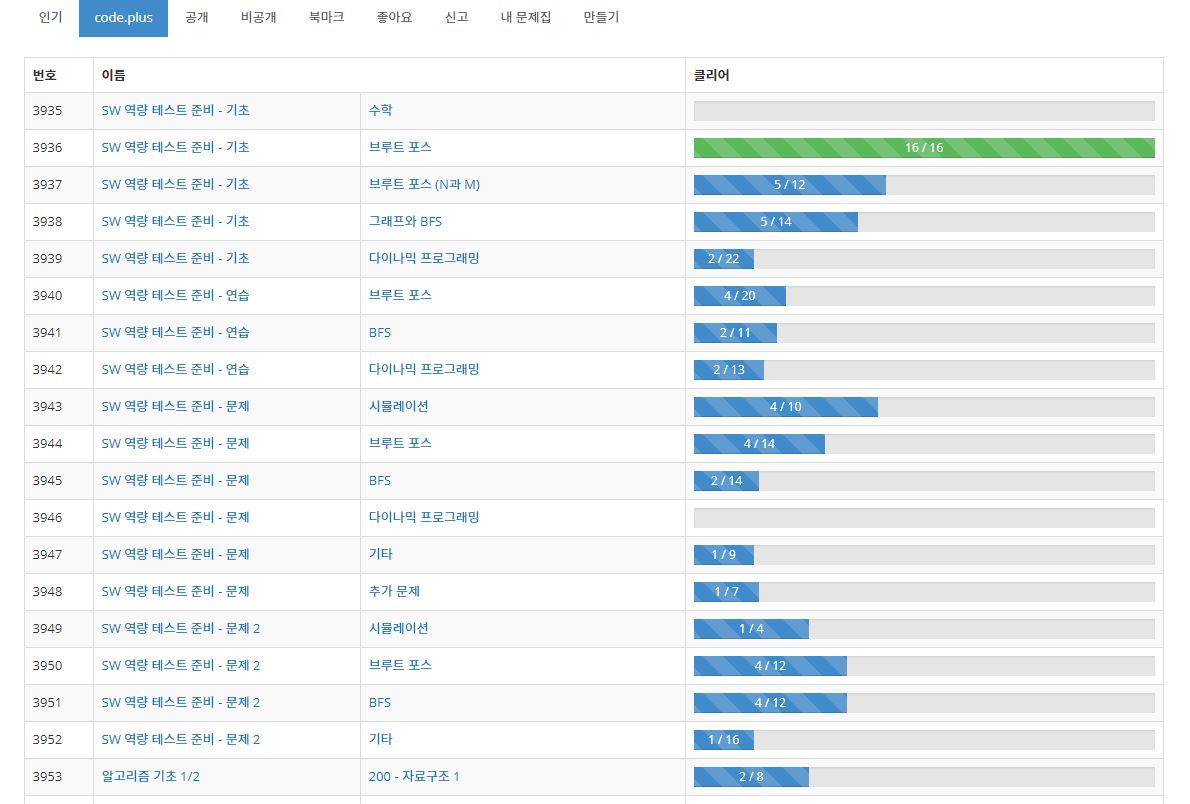 인기 code.plus 공개 비공개 북마크 좋아요 신고 내 문제집 만들기
번호 이름 클리어
3935 SW 역량 테스트 준비 - 기초 수학
3936 SW 역량 테스트 준비 - 기초 브루트 포스 16 / 16
3937 SW 역량 테스트 준비 - 기초 브루트 포스 (N과 M) 5 / 12
3938 SW 역량 테스트 준비 - 기초 그래프와 BFS 5 / 14
3939 SW 역량 테스트 준비 - 기초 다이나믹 프로그래밍 2 / 22
3940 SW 역량 테스트 준비 - 연습 브루트 포스 4 / 20
3941 SW 역량 테스트 준비 - 연습 BFS 2 / 11
3942 SW 역량 테스트 준비 - 연습 다이나믹 프로그래밍 2 / 13
3943 SW 역량 테스트 준비 - 문제 시뮬레이션 4 / 10
3944 SW 역량 테스트 준비 - 문제 브루트 포스 4 / 14
3945 SW 역량 테스트 준비 - 문제 BFS 2 / 14
3946 SW 역량 테스트 준비 - 문제 다이나믹 프로그래밍
3947 SW 역량 테스트 준비 - 문제 기타 1 / 9
3948 SW 역량 테스트 준비 - 문제 추가 문제 1 / 7
3949 SW 역량 테스트 준비 - 문제 2 시뮬레이션 1 / 4
3950 SW 역량 테스트 준비 - 문제 2 브루트 포스 4 / 12
3951 SW 역량 테스트 준비 - 문제 2 BFS 4 / 12
3952 SW 역량 테스트 준비 - 문제 2 기타 1 / 16
3953 알고리즘 기초 1/2 200 - 자료구조 1 2 / 8